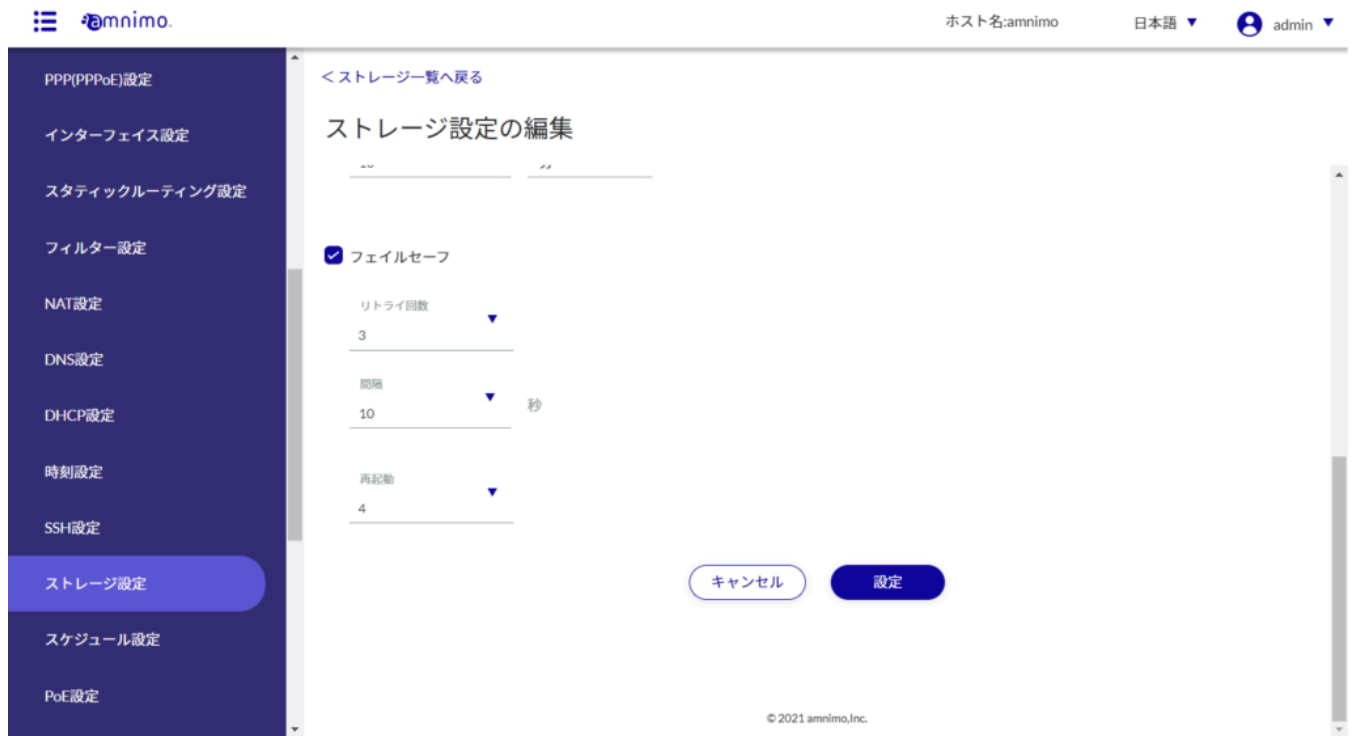 amnimo.
ホスト名:amnimo
日本語 ▼
admin ▼
PPP(PPPoE)設定
インターフェイス設定
スタティックルーティング設定
フィルター設定
NAT設定
DNS設定
DHCP設定
時刻設定
SSH設定
ストレージ設定
スケジュール設定
PoE設定
<ストレージ一覧へ戻る
ストレージ設定の編集
フェイルセーフ
リトライ回数
3
間隔
10
秒
再起動
4
キャンセル
設定
© 2021 amnimo,Inc.